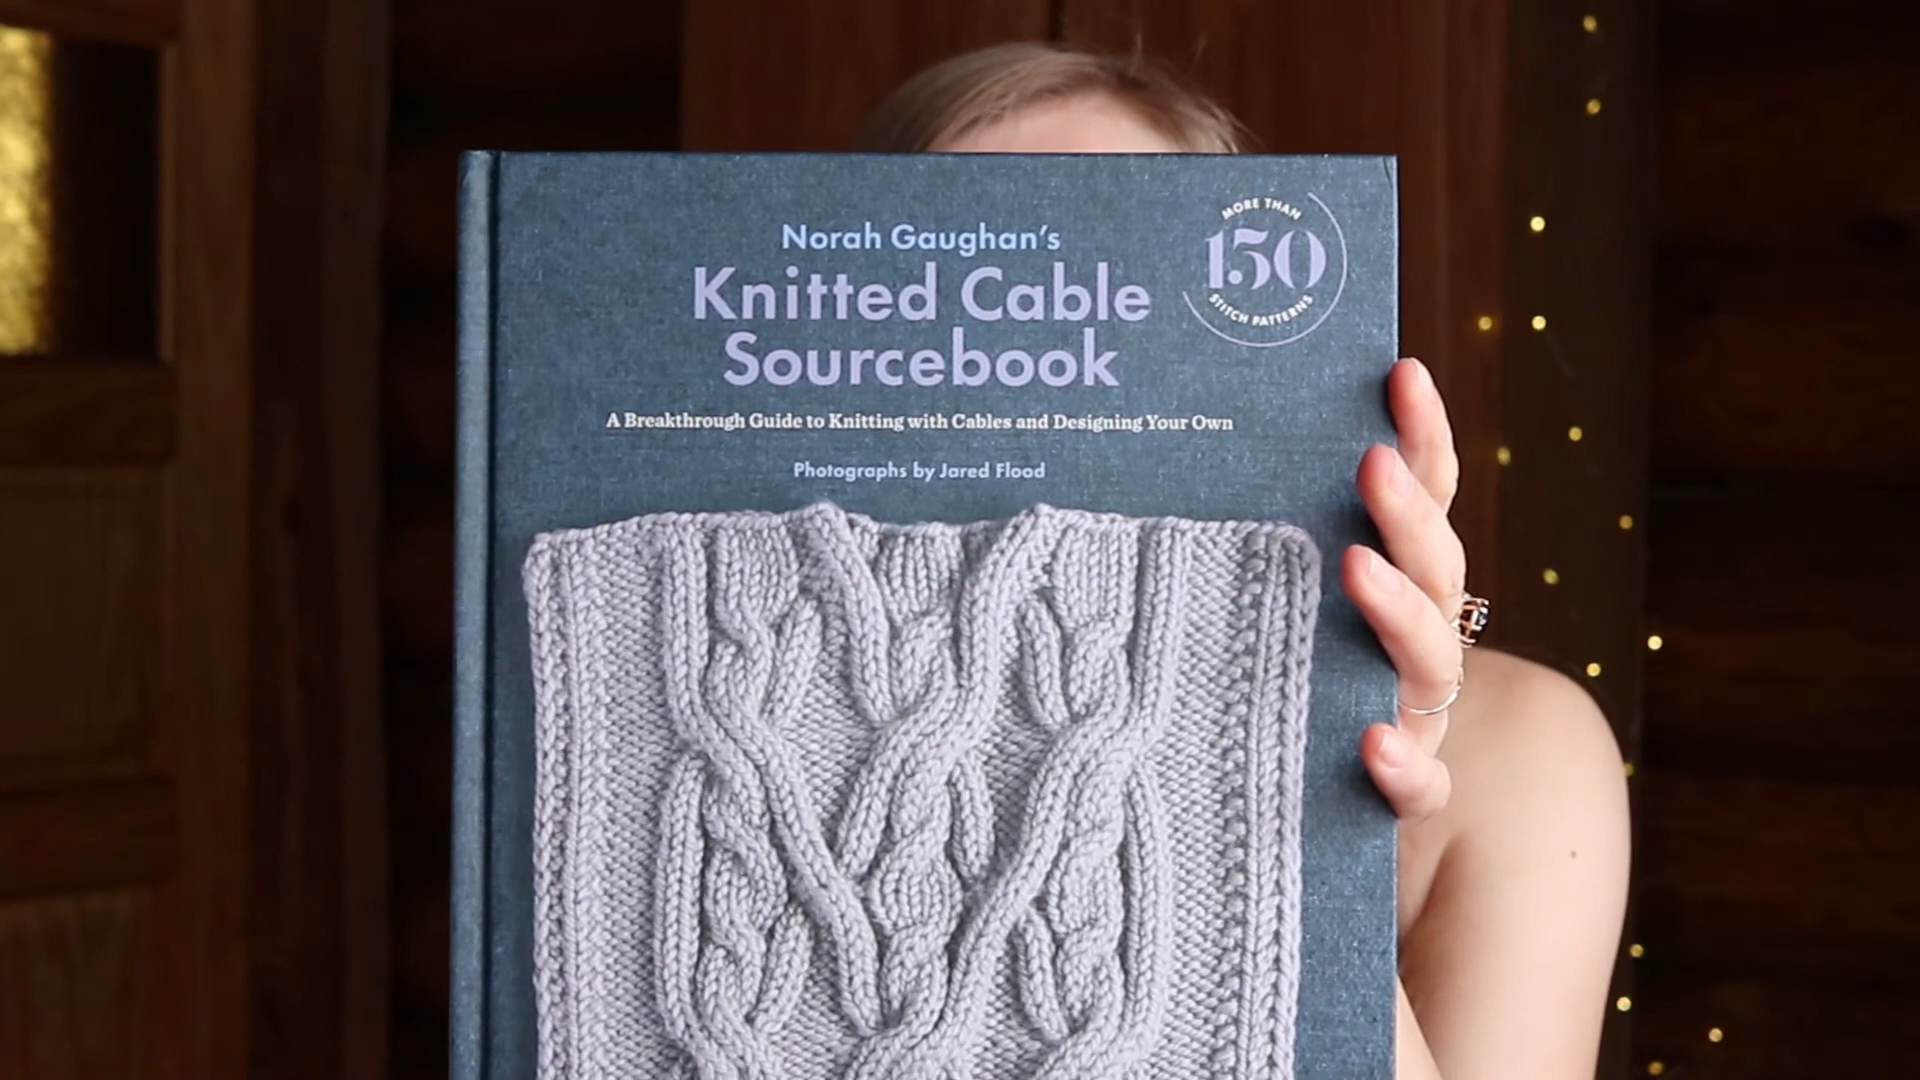 Norah Gaughan's
Knitted Cable
Sourcebook
MORE THAN
150
STITCH PATTERNS
A Breakthrough Guide to Knitting with Cables and Designing Your Own
Photographs by Jared Flood